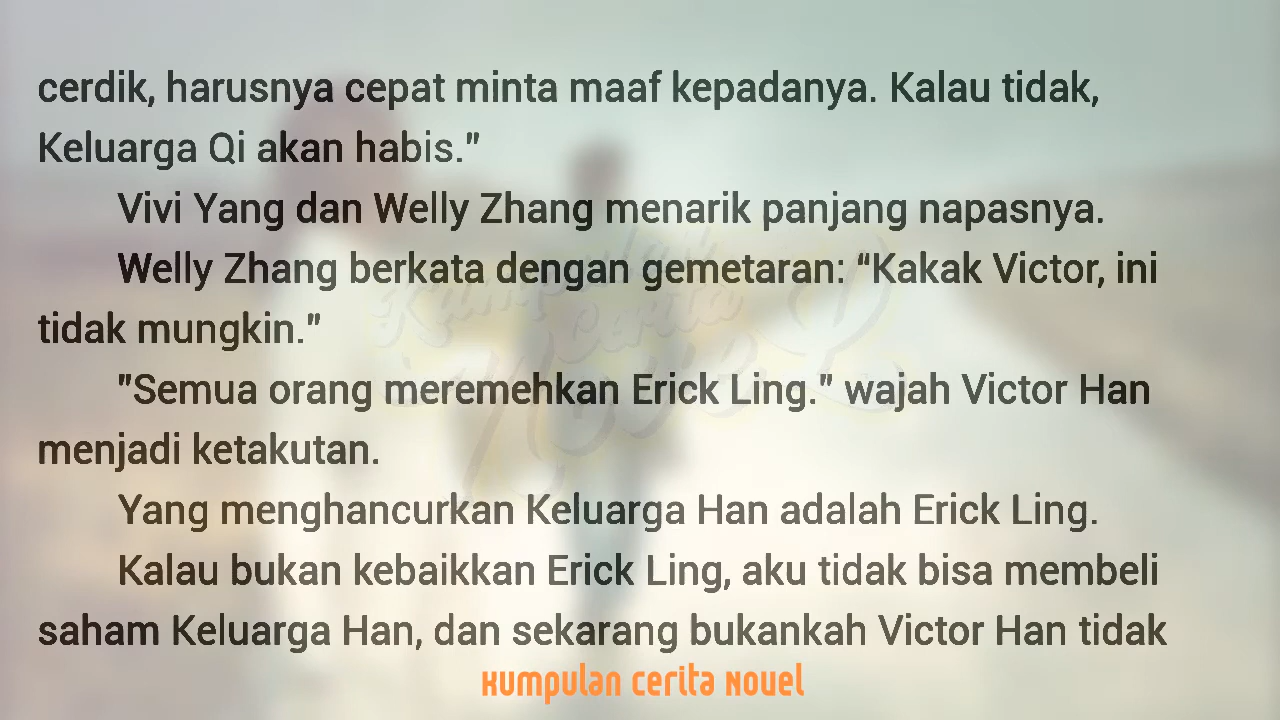 cerdik, harusnya cepat minta maaf kepadanya. Kalau tidak,
Keluarga Qi akan habis."
Vivi Yang dan Welly Zhang menarik panjang napasnya.
Welly Zhang berkata dengan gemetaran: “Kakak Victor, ini
tidak mungkin."
"Semua orang meremehkan Erick Ling." wajah Victor Han
menjadi ketakutan.
Yang menghancurkan Keluarga Han adalah Erick Ling.
Kalau bukan kebaikkan Erick Ling, aku tidak bisa membeli
saham Keluarga Han, dan sekarang bukankah Victor Han tidak
Kumpulan Cerita Novel